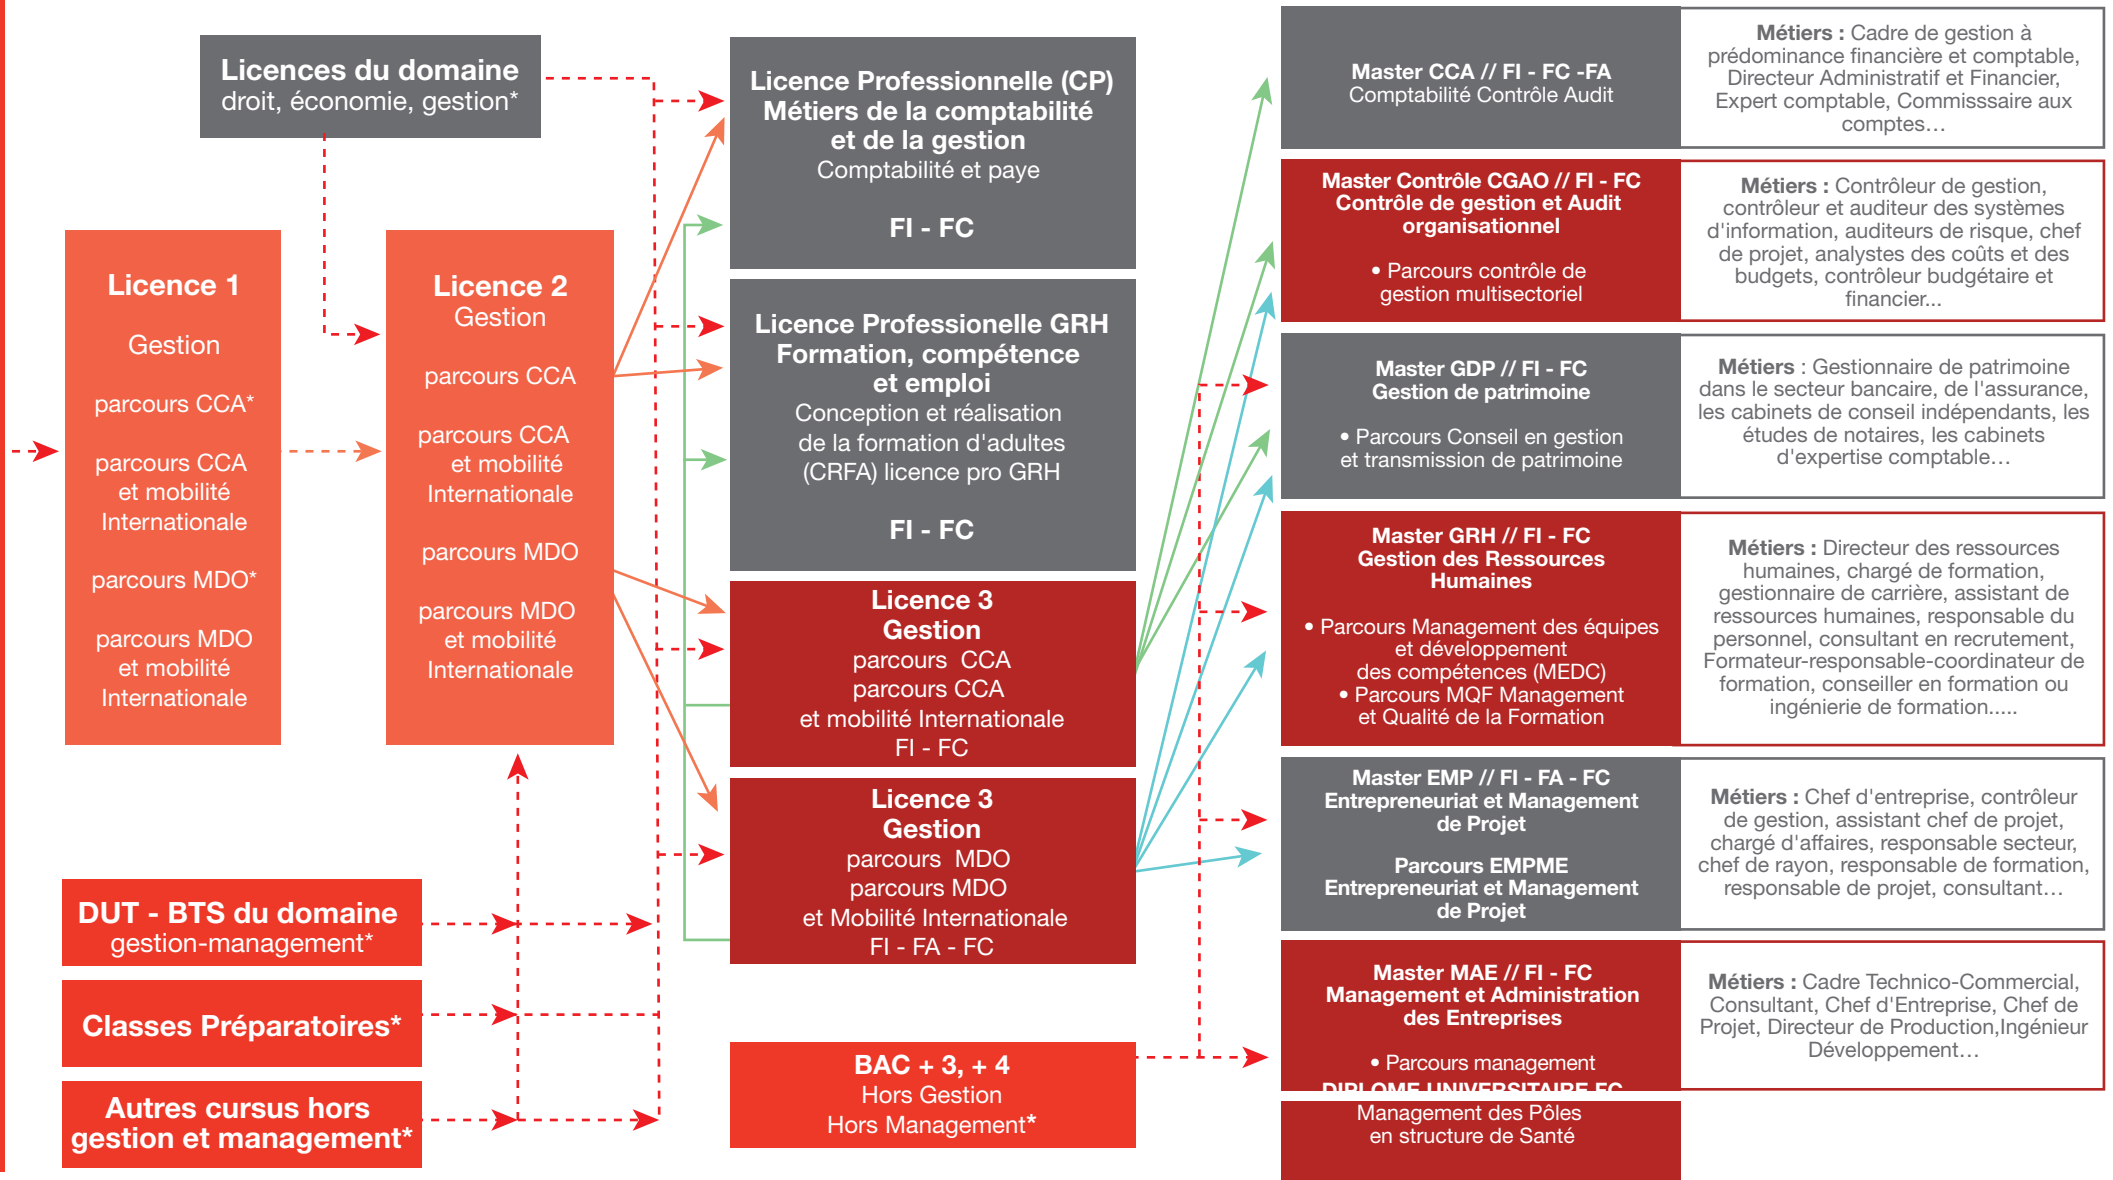 Licences du domaine
droit, économie, gestion*
Licence 1
Gestion
parcours CCA*
parcours CCA
et mobilité
Internationale
parcours MDO*
parcours MDO
et mobilité
Internationale
Licence 2
Gestion
parcours CCA
parcours CCA
et mobilité
Internationale
parcours MDO
parcours MDO
et mobilité
Internationale
DUT - BTS du domaine
gestion-management*
Classes Préparatoires*
Autres cursus hors
gestion et management*
Licence Professionnelle (CP)
Métiers de la comptabilité
et de la gestion
Comptabilité et paye
FI - FC
Licence Professionelle GRH
Formation, compétence
et emploi
Conception et réalisation
de la formation d'adultes
(CRFA) licence pro GRH
FI - FC
Licence 3
Gestion
parcours CCA
parcours CCA
et mobilité Internationale
FI - FC
Licence 3
Gestion
parcours MDO
parcours MDO
et Mobilité Internationale
FI - FA - FC
BAC + 3, + 4
Hors Gestion
Hors Management*
Master CCA // FI - FC -FA
Comptabilité Contrôle Audit
Métiers : Cadre de gestion à
prédominance financière et comptable,
Directeur Administratif et Financier,
Expert comptable, Commisssaire aux
comptes…
Master Contrôle CGAO // FI - FC
Contrôle de gestion et Audit
organisationnel
• Parcours contrôle de
gestion multisectoriel
Métiers : Contrôleur de gestion,
contrôleur et auditeur des systèmes
d'information, auditeurs de risque, chef
de projet, analystes des coûts et des
budgets, contrôleur budgétaire et
financier...
Master GDP // FI - FC
Gestion de patrimoine
• Parcours Conseil en gestion
et transmission de patrimoine
Métiers : Gestionnaire de patrimoine
dans le secteur bancaire, de l'assurance,
les cabinets de conseil indépendants, les
études de notaires, les cabinets
d'expertise comptable…
Master GRH // FI - FC
Gestion des Ressources
Humaines
• Parcours Management des équipes
et développement
des compétences (MEDC)
• Parcours MQF Management
et Qualité de la Formation
Métiers : Directeur des ressources
humaines, chargé de formation,
gestionnaire de carrière, assistant de
ressources humaines, responsable du
personnel, consultant en recrutement,
Formateur-responsable-coordinateur de
formation, conseiller en formation ou
ingénierie de formation.....
Master EMP // FI - FA - FC
Entrepreneuriat et Management
de Projet
Parcours EMPME
Entrepreneuriat et Management
de Projet
Métiers : Chef d'entreprise, contrôleur
de gestion, assistant chef de projet,
chargé d'affaires, responsable secteur,
chef de rayon, responsable de formation,
responsable de projet, consultant…
Master MAE // FI - FC
Management et Administration
des Entreprises
• Parcours management
DIPLOME UNIVERSITAIRE FC
Management des Pôles
en structure de Santé
Métiers : Cadre Technico-Commercial,
Consultant, Chef d'Entreprise, Chef de
Projet, Directeur de Production,Ingénieur
Développement…